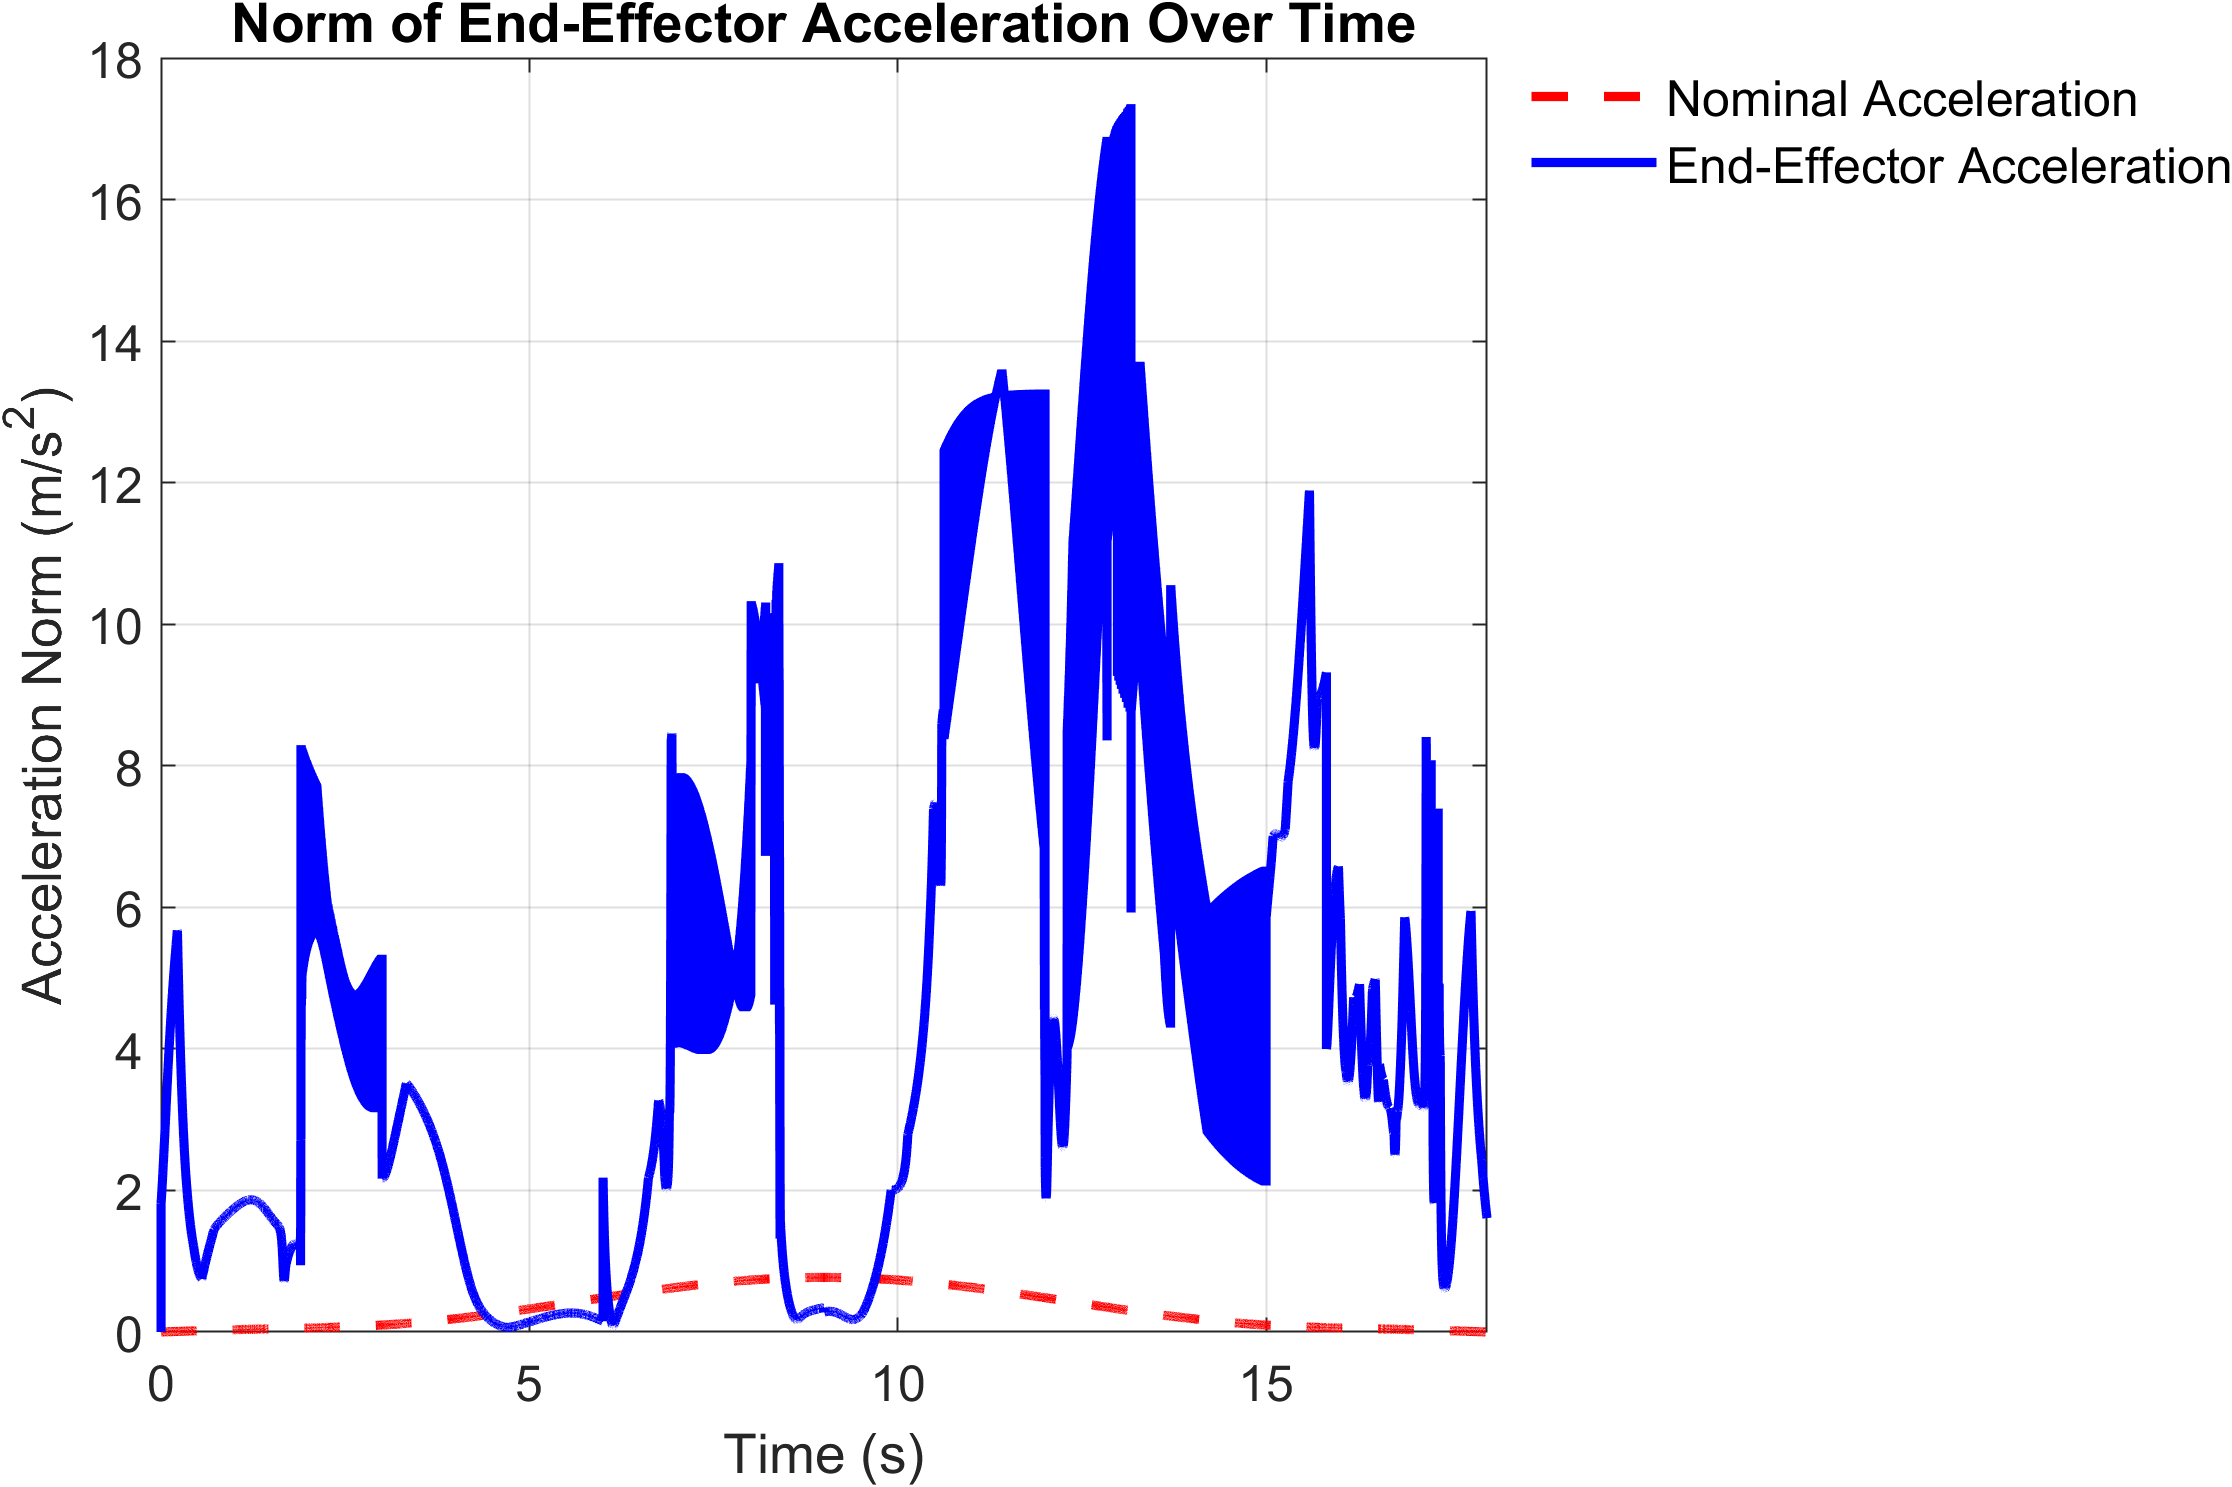 Norm of End-Effector Acceleration Over Time
18
16
14
12
10
8
6
4
2
0
0 5 10 15
Time (s)
Acceleration Norm (m/s²)
Nominal Acceleration
End-Effector Acceleration